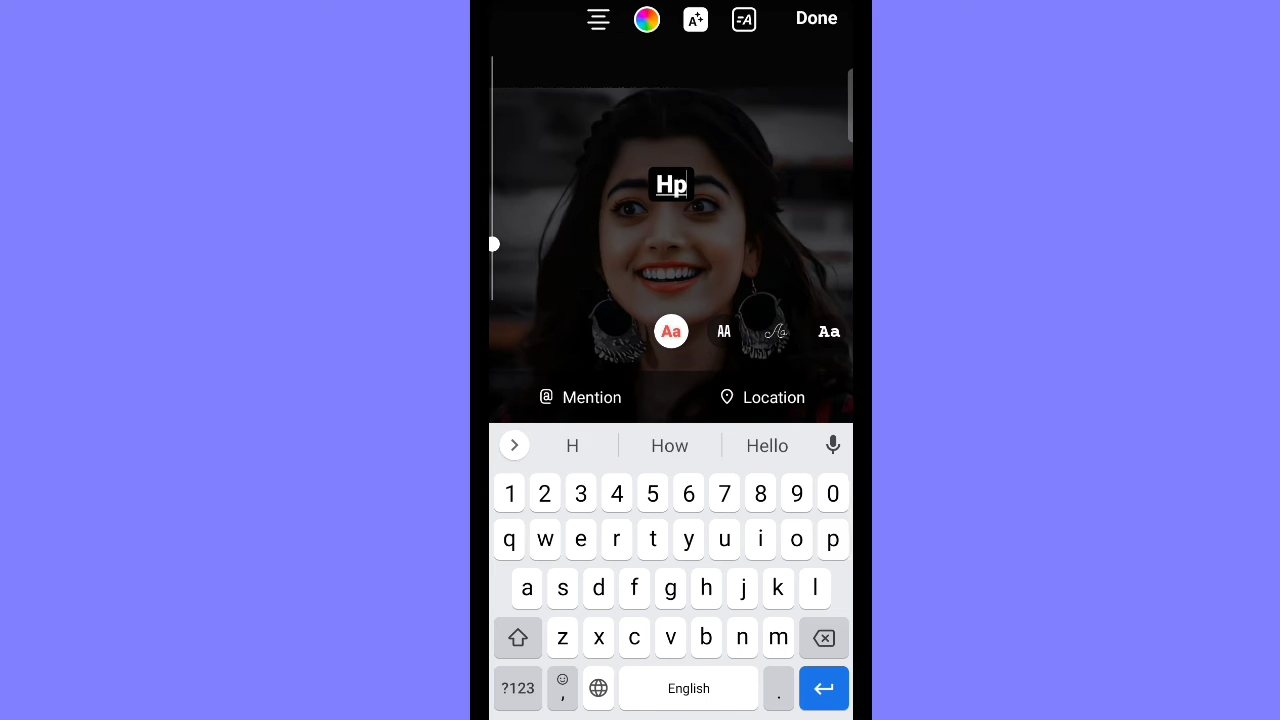 Done
Hp
Aa AA Aa Aa
@ Mention Location
H How Hello
1 2 3 4 5 6 7 8 9 0
q w e r t y u i o p
a s d f g h j k l
z x c v b n m
?123 , English .